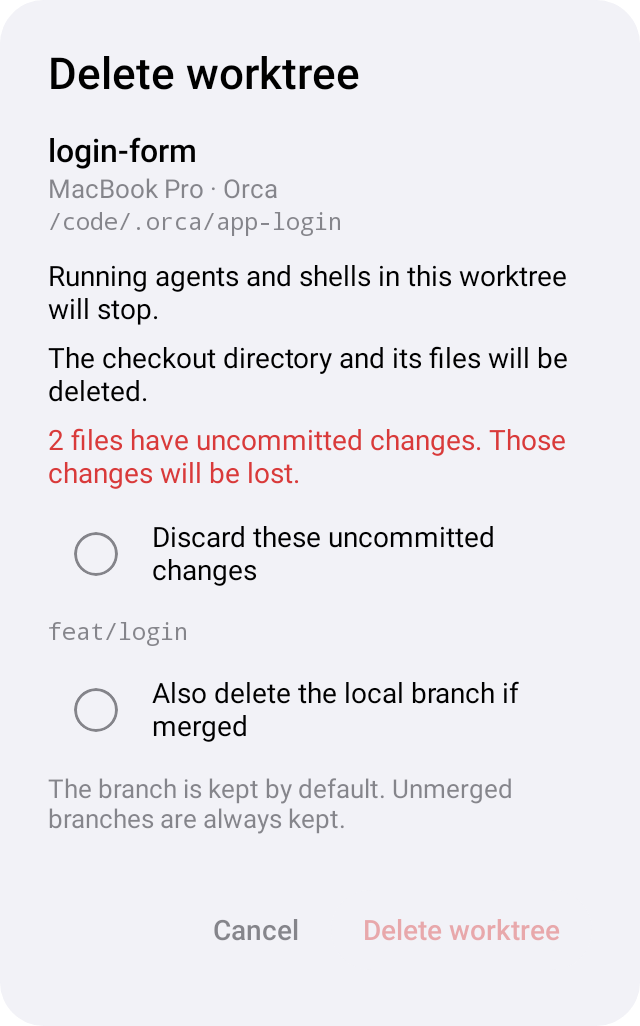 Delete worktree
login-form
MacBook Pro · Orca
/code/.orca/app-login
Running agents and shells in this worktree
will stop.
The checkout directory and its files will be
deleted.
2 files have uncommitted changes. Those
changes will be lost.
Discard these uncommitted
changes
feat/login
Also delete the local branch if
merged
The branch is kept by default. Unmerged
branches are always kept.
Cancel Delete worktree